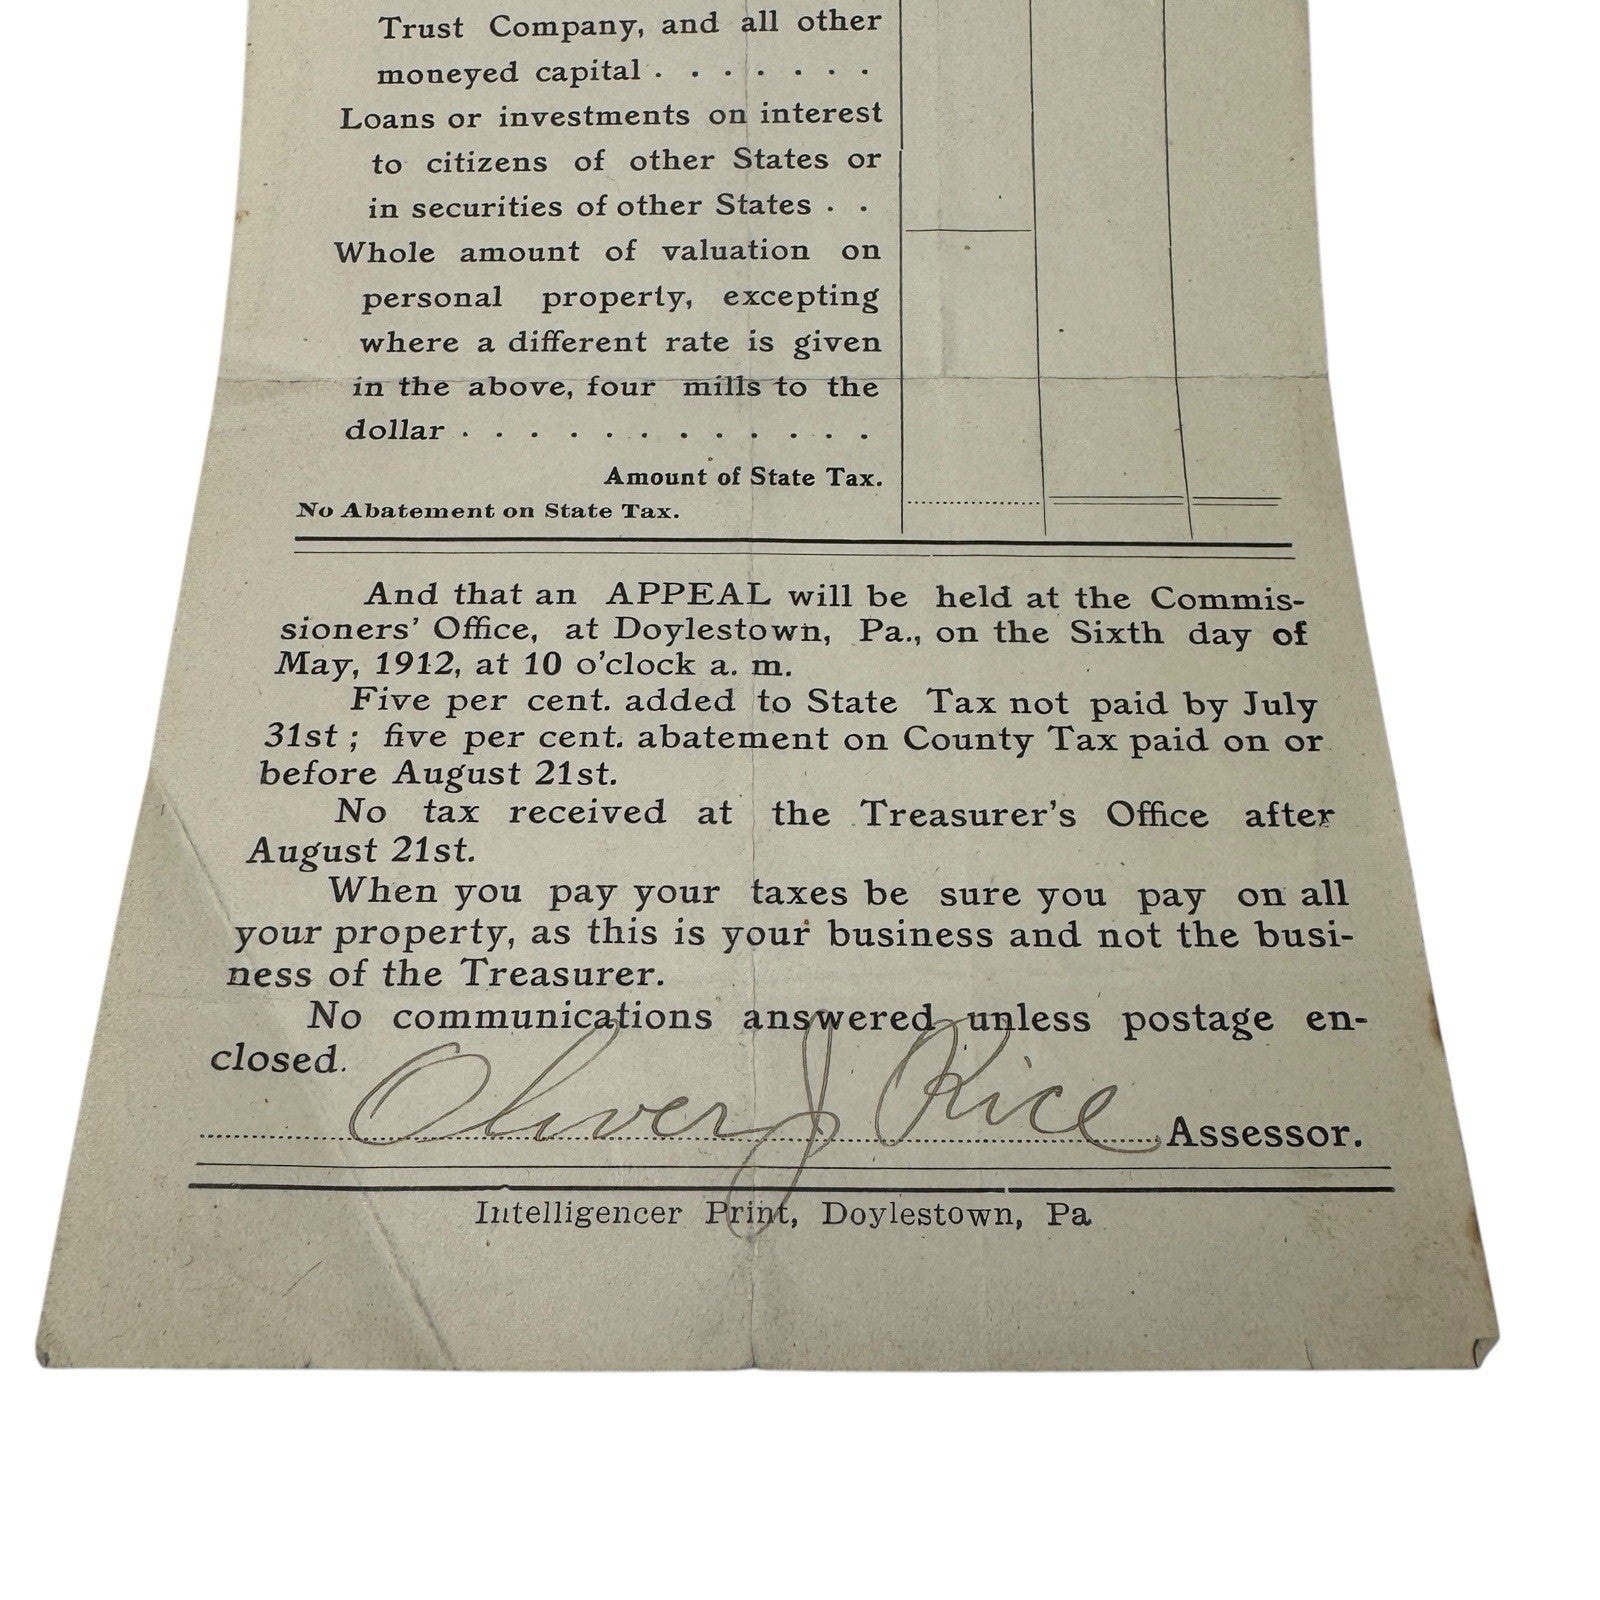 Trust Company, and all other
moneyed capital . . . . . . .
Loans or investments on interest
to citizens of other States or
in securities of other States . .
Whole amount of valuation on
personal property, excepting
where a different rate is given
in the above, four mills to the
dollar . . . . . . . . . . . .
Amount of State Tax.
No Abatement on State Tax.
And that an APPEAL will be held at the Commis-
sioners' Office, at Doylestown, Pa., on the Sixth day of
May, 1912, at 10 o'clock a. m.
Five per cent. added to State Tax not paid by July
31st ; five per cent. abatement on County Tax paid on or
before August 21st.
No tax received at the Treasurer's Office after
August 21st.
When you pay your taxes be sure you pay on all
your property, as this is your business and not the busi-
ness of the Treasurer.
No communications answered unless postage en-
closed.
Oliver J Rice Assessor.
Intelligencer Print, Doylestown, Pa